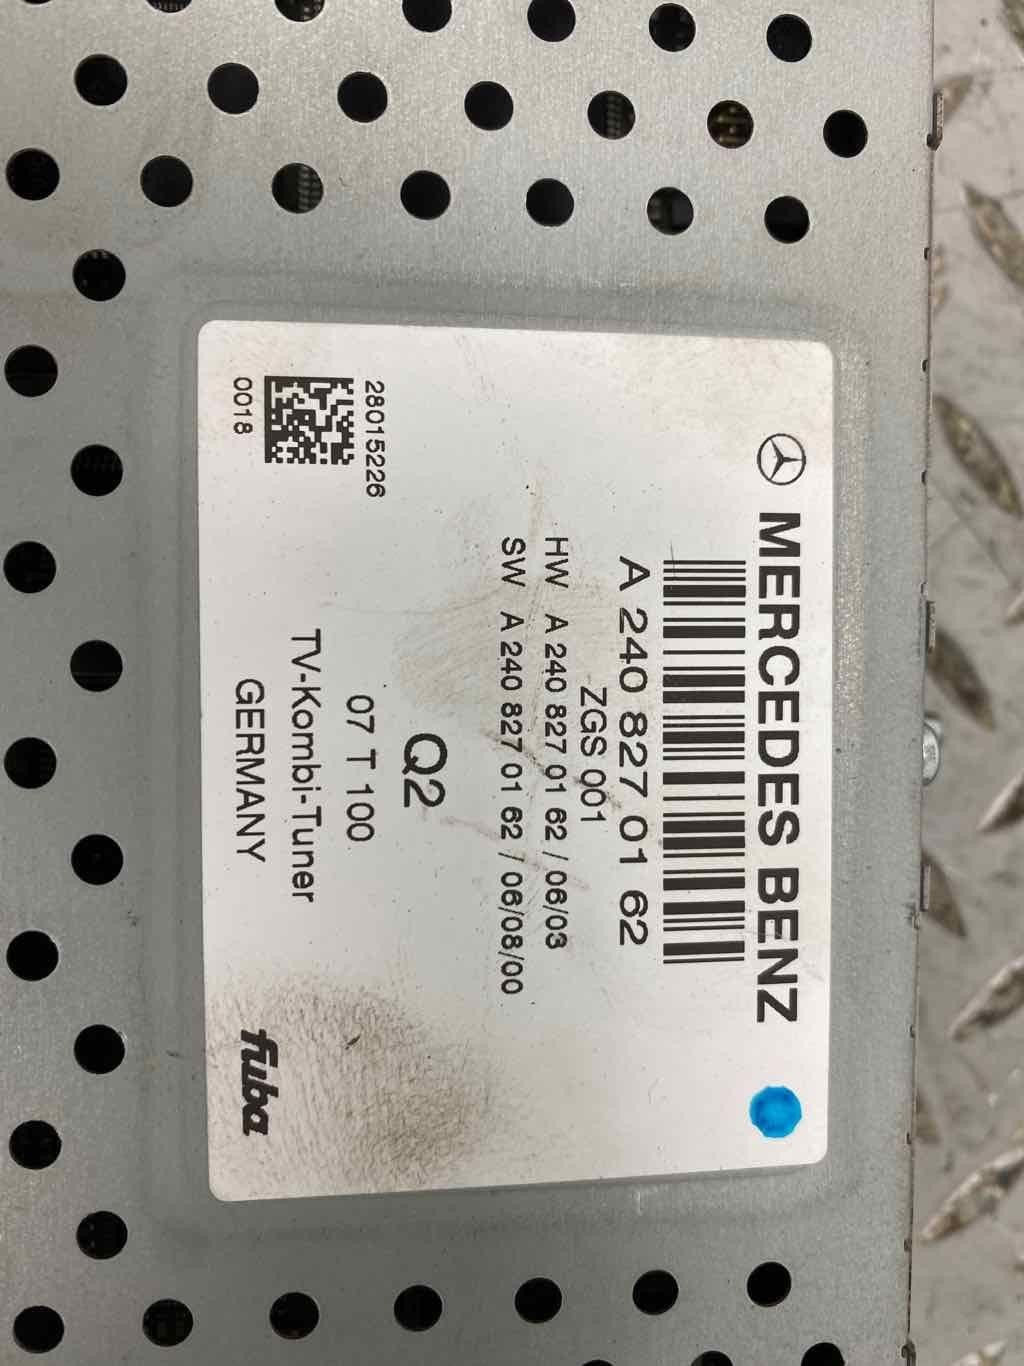 MERCEDES BENZ
A 240 827 01 62
ZGS 001
HW A 240 827 01 62 / 06/03
SW A 240 827 01 62 / 06/08/00
Q2
28015226
0018
07 T 100
TV-Kombi-Tuner
GERMANY
fuba